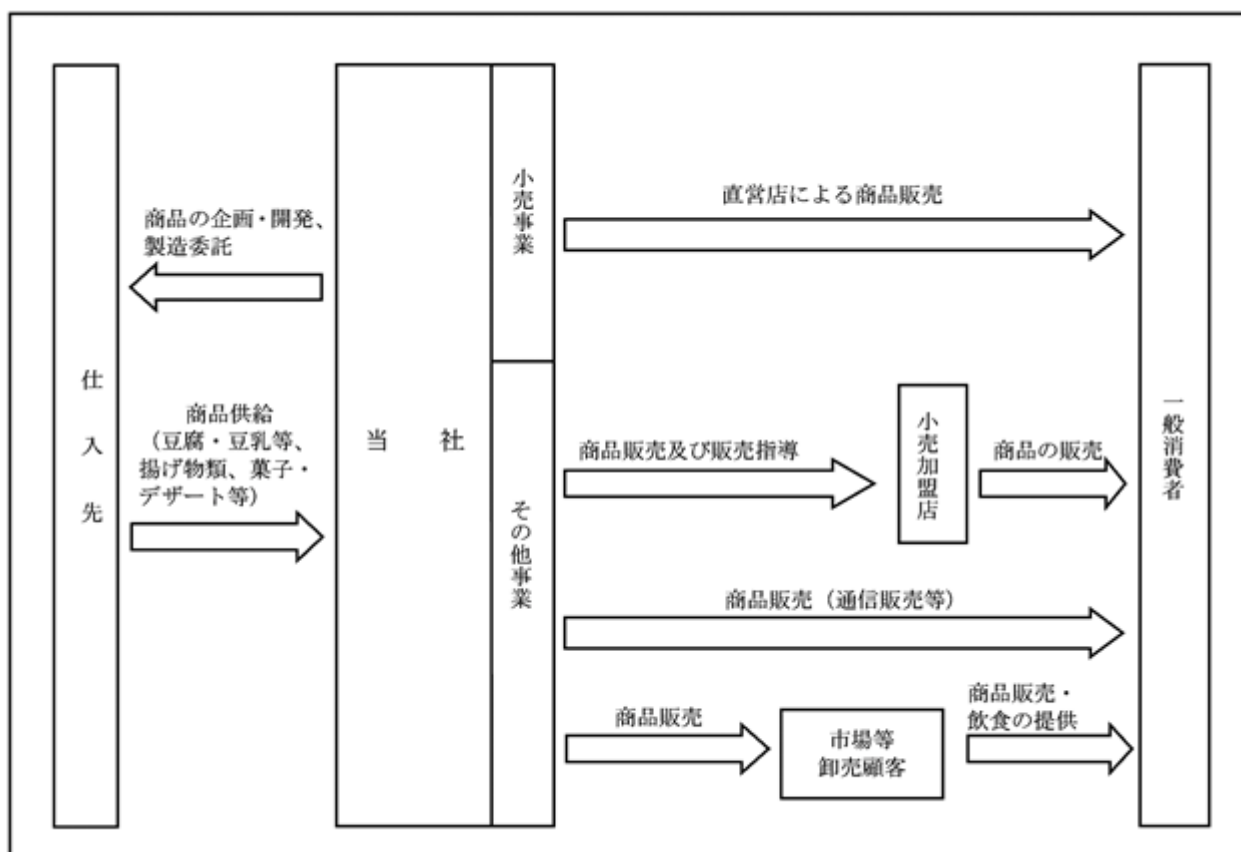 仕入先
商品の企画・開発、
製造委託
商品供給
（豆腐・豆乳等、
揚げ物類、菓子・
デザート等）
当社
小売事業
その他事業
直営店による商品販売
商品販売及び販売指導
小売加盟店
商品の販売
商品販売（通信販売等）
商品販売
市場等
卸売顧客
商品販売・
飲食の提供
一般消費者